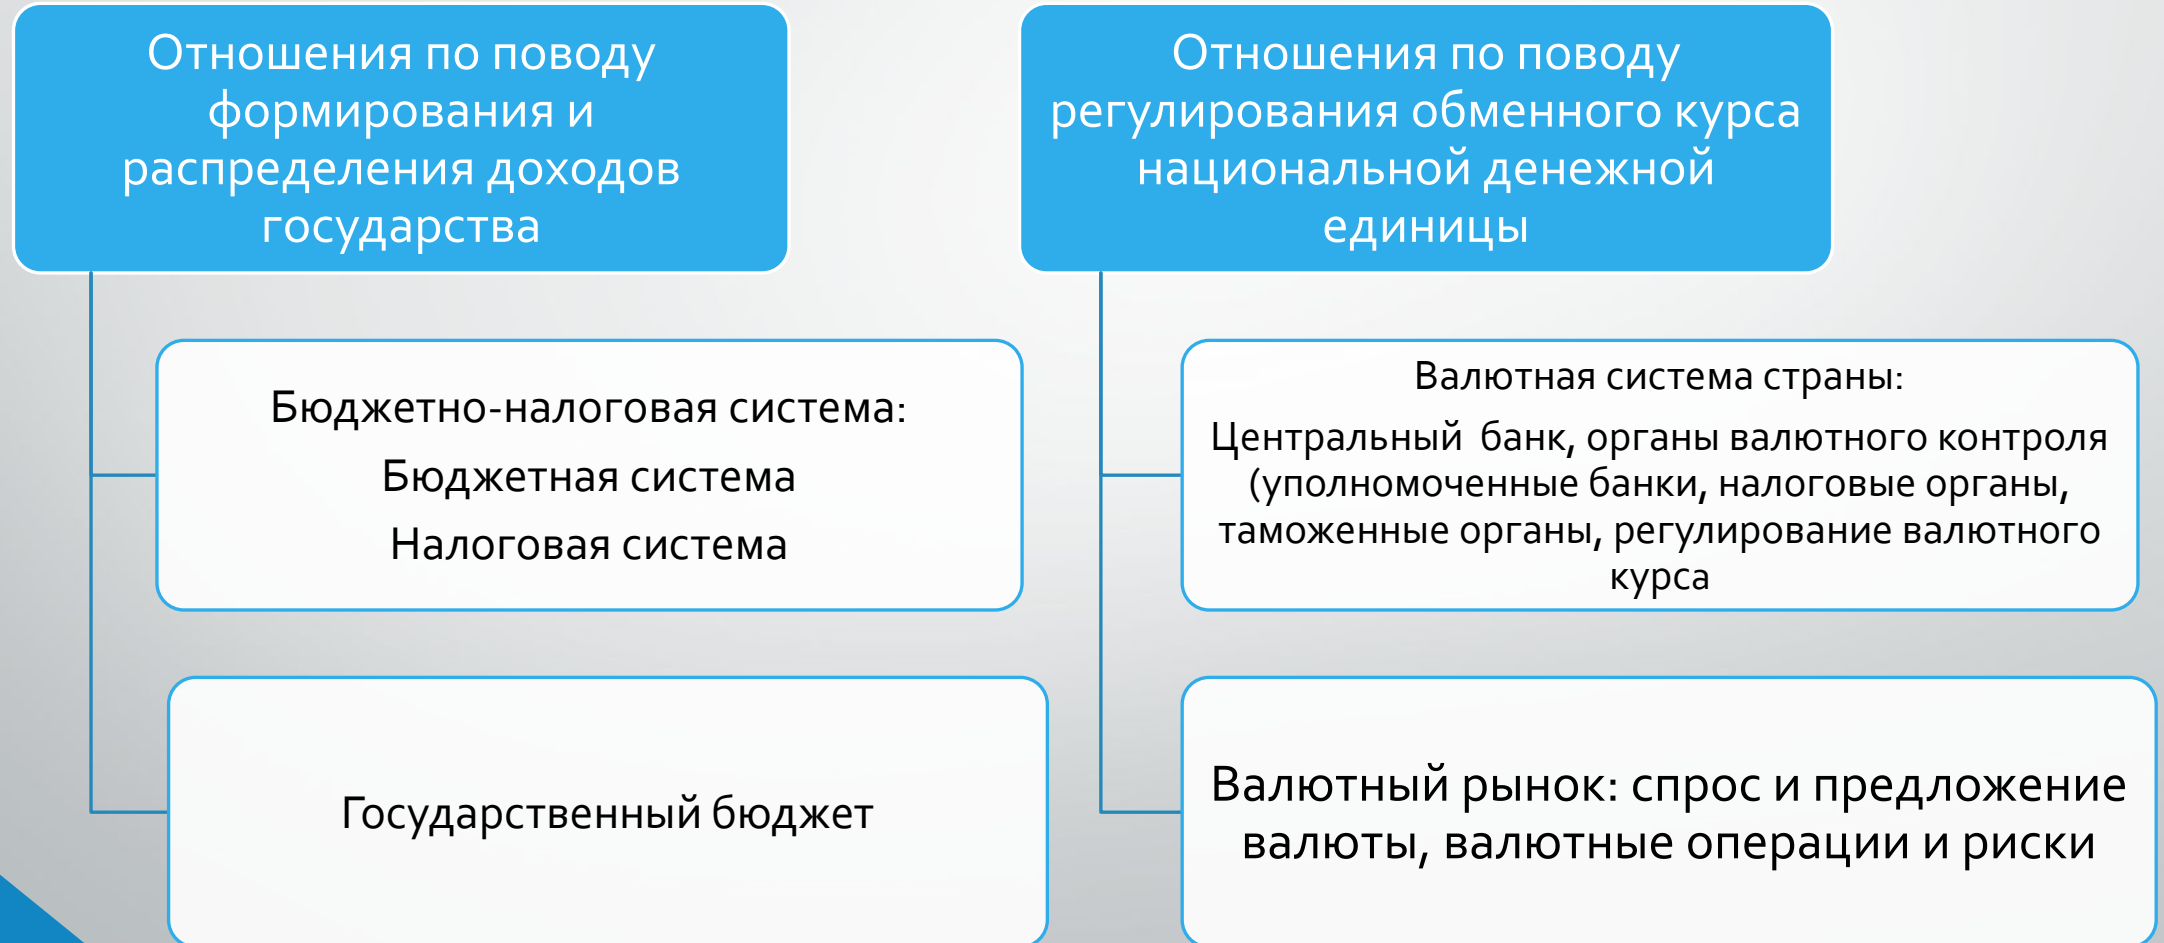 Отношения по поводу
формирования и
распределения доходов
государства
Бюджетно-налоговая система:
Бюджетная система
Налоговая система
Государственный бюджет
Отношения по поводу
регулирования обменного курса
национальной денежной
единицы
Валютная система страны:
Центральный  банк, органы валютного контроля
(уполномоченные банки, налоговые органы,
таможенные органы, регулирование валютного
курса
Валютный рынок: спрос и предложение
валюты, валютные операции и риски